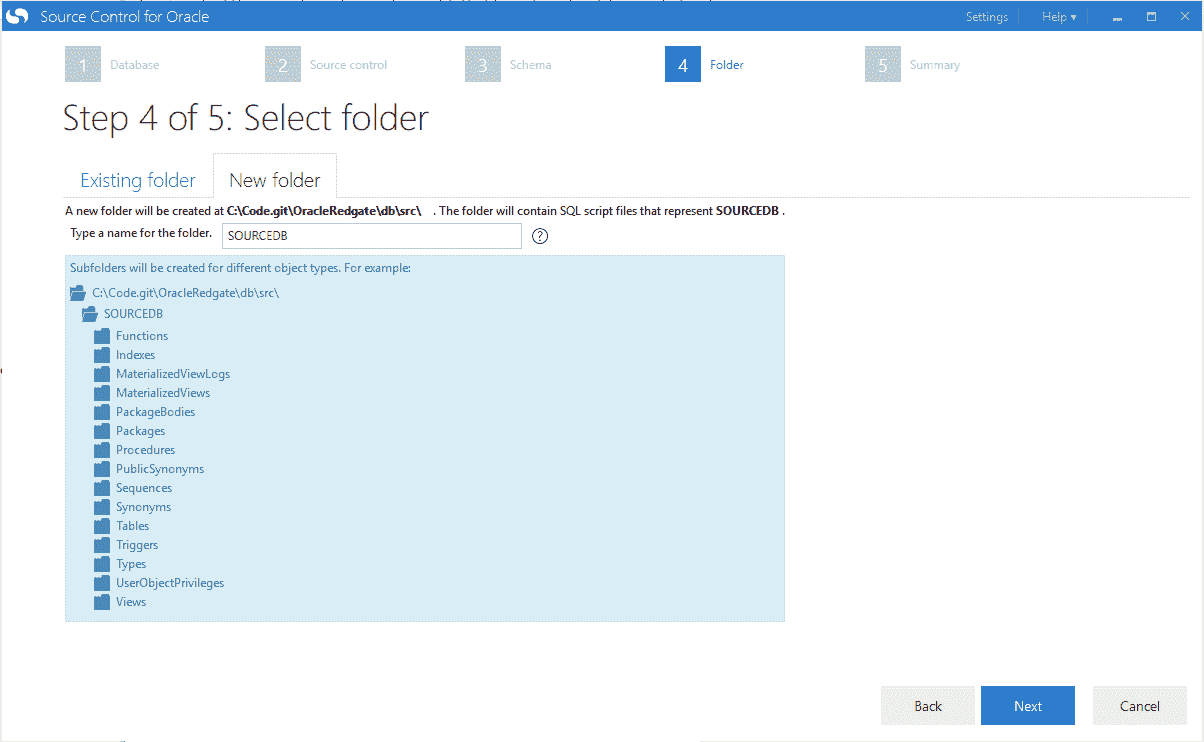 Source Control for Oracle
Settings
Help ▾
1 Database
2 Source control
3 Schema
4 Folder
5 Summary
Step 4 of 5: Select folder
Existing folder
New folder
A new folder will be created at C:\Code.git\OracleRedgate\db\src\ . The folder will contain SQL script files that represent SOURCEDB .
Type a name for the folder. SOURCEDB ?
Subfolders will be created for different object types. For example:
C:\Code.git\OracleRedgate\db\src\
SOURCEDB
Functions
Indexes
MaterializedViewLogs
MaterializedViews
PackageBodies
Packages
Procedures
PublicSynonyms
Sequences
Synonyms
Tables
Triggers
Types
UserObjectPrivileges
Views
Back
Next
Cancel